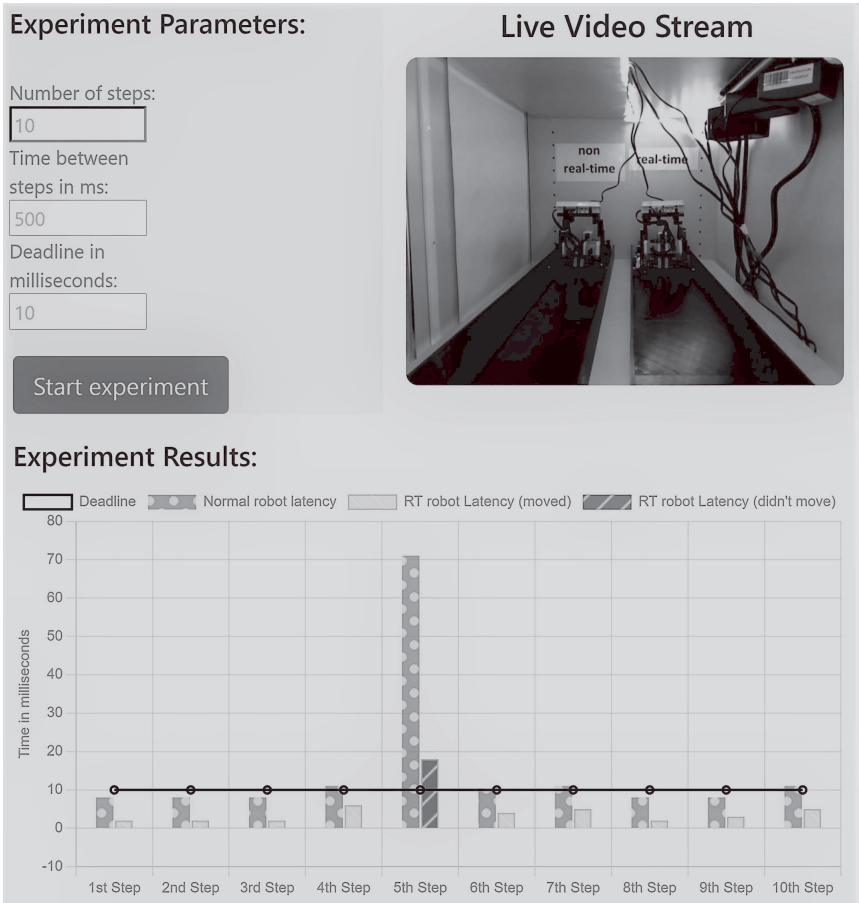 Experiment Parameters:
Number of steps:
10
Time between
steps in ms:
500
Deadline in
milliseconds:
10
Start experiment
Live Video Stream
non
real-time
real-time
Experiment Results:
Deadline Normal robot latency RT robot Latency (moved) RT robot Latency (didn't move)
Time in milliseconds
80
70
60
50
40
30
20
10
0
-10
1st Step 2nd Step 3rd Step 4th Step 5th Step 6th Step 7th Step 8th Step 9th Step 10th Step